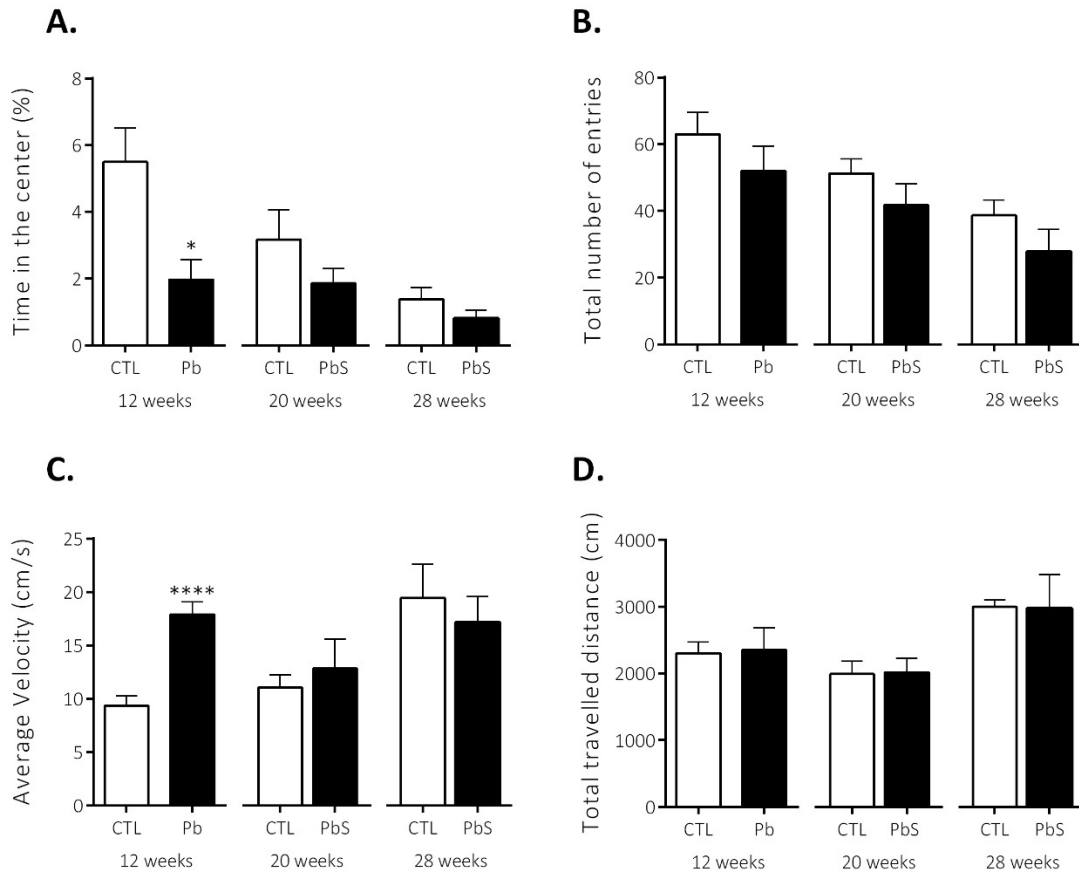 A.
Time in the center (%)
8
6
4
2
0
CTL Pb CTL PbS CTL PbS
12 weeks 20 weeks 28 weeks
*
B.
Total number of entries
80
60
40
20
0
CTL Pb CTL PbS CTL PbS
12 weeks 20 weeks 28 weeks
C.
Average Velocity (cm/s)
25
20
15
10
5
0
****
CTL Pb CTL PbS CTL PbS
12 weeks 20 weeks 28 weeks
D.
Total travelled distance (cm)
4000
3000
2000
1000
0
CTL Pb CTL PbS CTL PbS
12 weeks 20 weeks 28 weeks